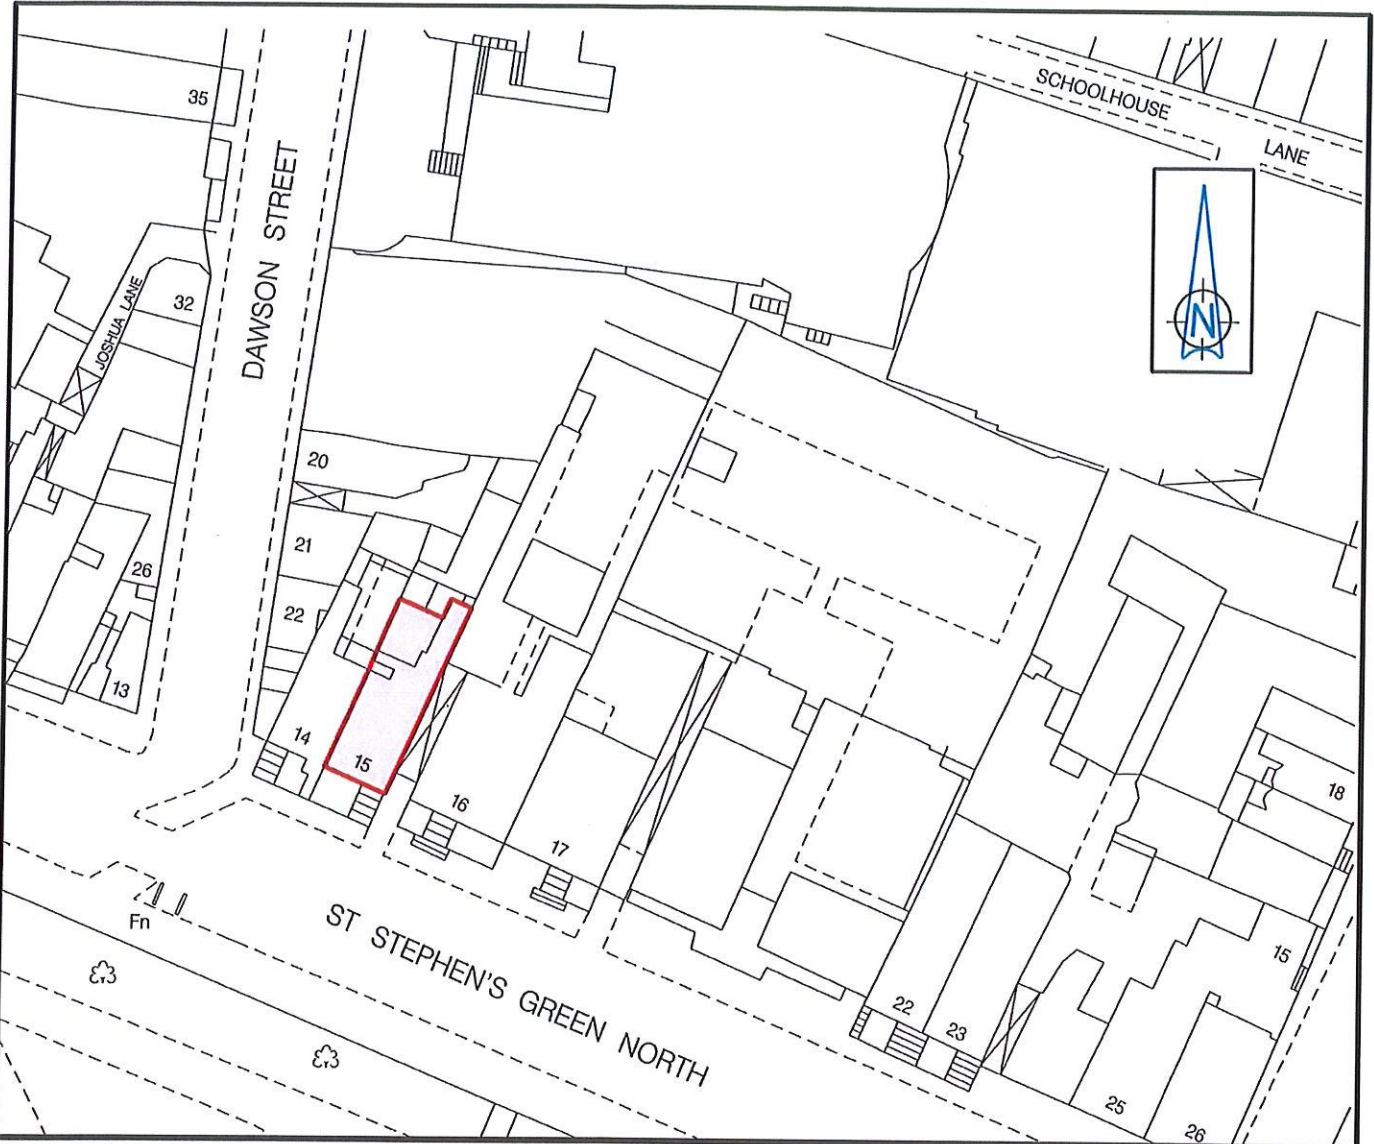 SCHOOLHOUSE LANE
35
DAWSON STREET
N
JOSHUA LANE
32
20
21
26
22
13
14
15
16
17
18
Fn
ST STEPHEN'S GREEN NORTH
15
22
23
25
26